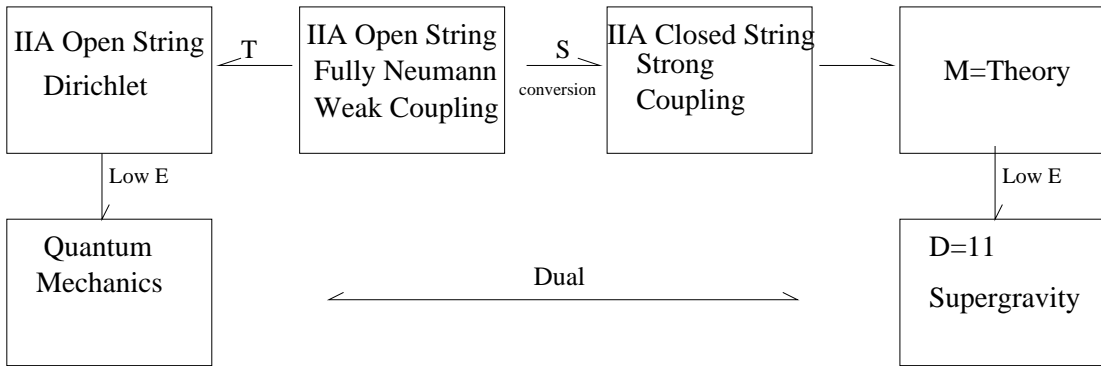 IIA Open String
Dirichlet
T
IIA Open String
Fully Neumann
Weak Coupling
S
conversion
IIA Closed String
Strong
Coupling
M=Theory
Low E
Low E
Quantum
Mechanics
Dual
D=11
Supergravity